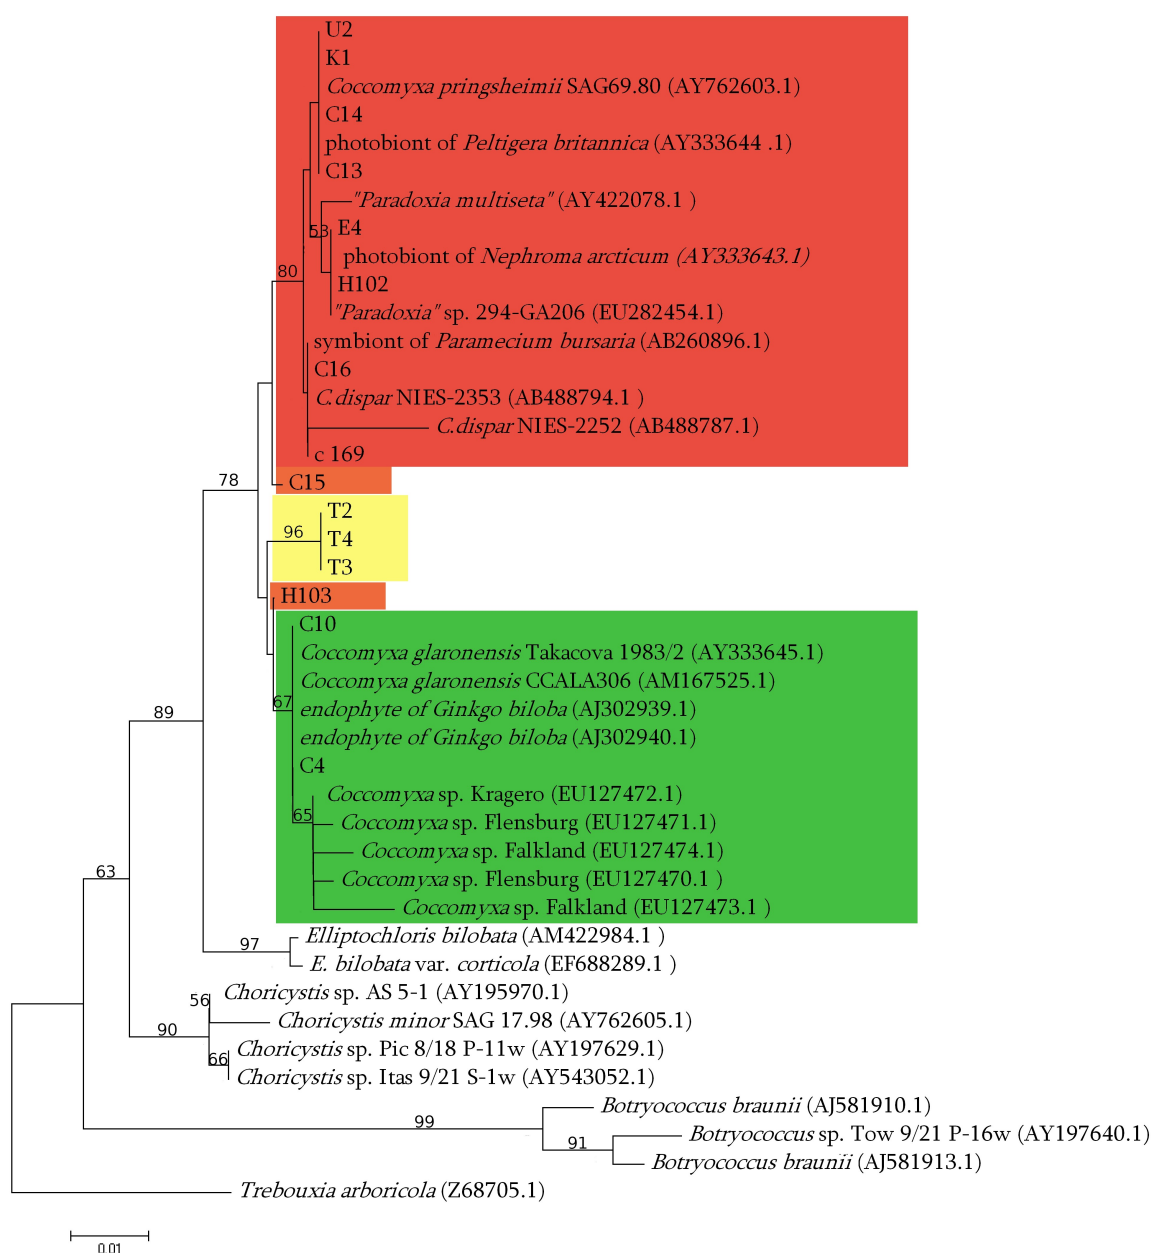 U2
K1
Coccomyxa pringsheimii SAG69.80 (AY762603.1)
C14
photobiont of Peltigera britannica (AY333644 .1)
C13
"Paradoxia multiseta" (AY422078.1 )
53
E4
photobiont of Nephroma arcticum (AY333643.1)
80
H102
"Paradoxia" sp. 294-GA206 (EU282454.1)
symbiont of Paramecium bursaria (AB260896.1)
C16
C.dispar NIES-2353 (AB488794.1 )
C.dispar NIES-2252 (AB488787.1)
c 169
78
C15
T2
96
T4
T3
H103
C10
Coccomyxa glaronensis Takacova 1983/2 (AY333645.1)
Coccomyxa glaronensis CCALA306 (AM167525.1)
67
endophyte of Ginkgo biloba (AJ302939.1)
89
endophyte of Ginkgo biloba (AJ302940.1)
C4
Coccomyxa sp. Kragero (EU127472.1)
65
Coccomyxa sp. Flensburg (EU127471.1)
Coccomyxa sp. Falkland (EU127474.1)
63
Coccomyxa sp. Flensburg (EU127470.1 )
Coccomyxa sp. Falkland (EU127473.1 )
Elliptochloris bilobata (AM422984.1 )
97
E. bilobata var. corticola (EF688289.1 )
56
Choricystis sp. AS 5-1 (AY195970.1)
Choricystis minor SAG 17.98 (AY762605.1)
90
Choricystis sp. Pic 8/18 P-11w (AY197629.1)
66
Choricystis sp. Itas 9/21 S-1w (AY543052.1)
Botryococcus braunii (AJ581910.1)
99
Botryococcus sp. Tow 9/21 P-16w (AY197640.1)
91
Botryococcus braunii (AJ581913.1)
Trebouxia arboricola (Z68705.1)
0.01